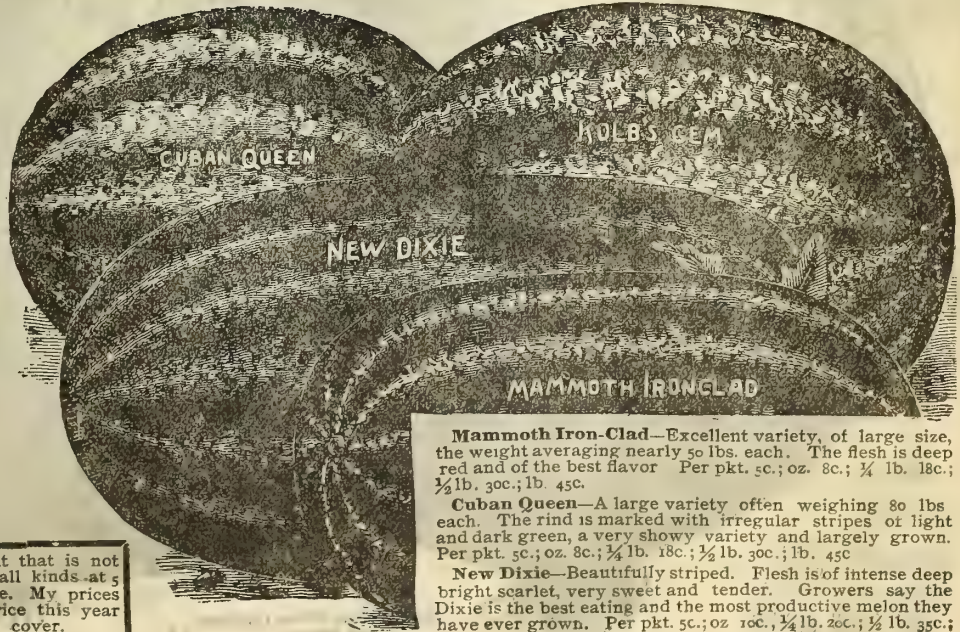 CUBAN QUEEN
KOLB'S GEM
NEW DIXIE
MAMMOTH IRONCLAD
Mammoth Iron-Clad—Excellent variety, of large size,
the weight averaging nearly 50 lbs. each. The flesh is deep
red and of the best flavor Per pkt. 5c.; oz. 8c.; ¼ lb. 18c.;
½ lb. 30c.; lb. 45c.
Cuban Queen—A large variety often weighing 80 lbs
each. The rind is marked with irregular stripes of light
and dark green, a very showy variety and largely grown.
Per pkt. 5c.; oz. 8c.; ¼ lb. 18c.; ½ lb. 30c.; lb. 45c
New Dixie—Beautifully striped. Flesh is of intense deep
bright scarlet, very sweet and tender. Growers say the
Dixie is the best eating and the most productive melon they
have ever grown. Per pkt. 5c.; oz 10c., ¼ lb. 20c.; ½ lb. 35c.;
t that is not
all kinds at 5
e. My prices
rice this year
cover.